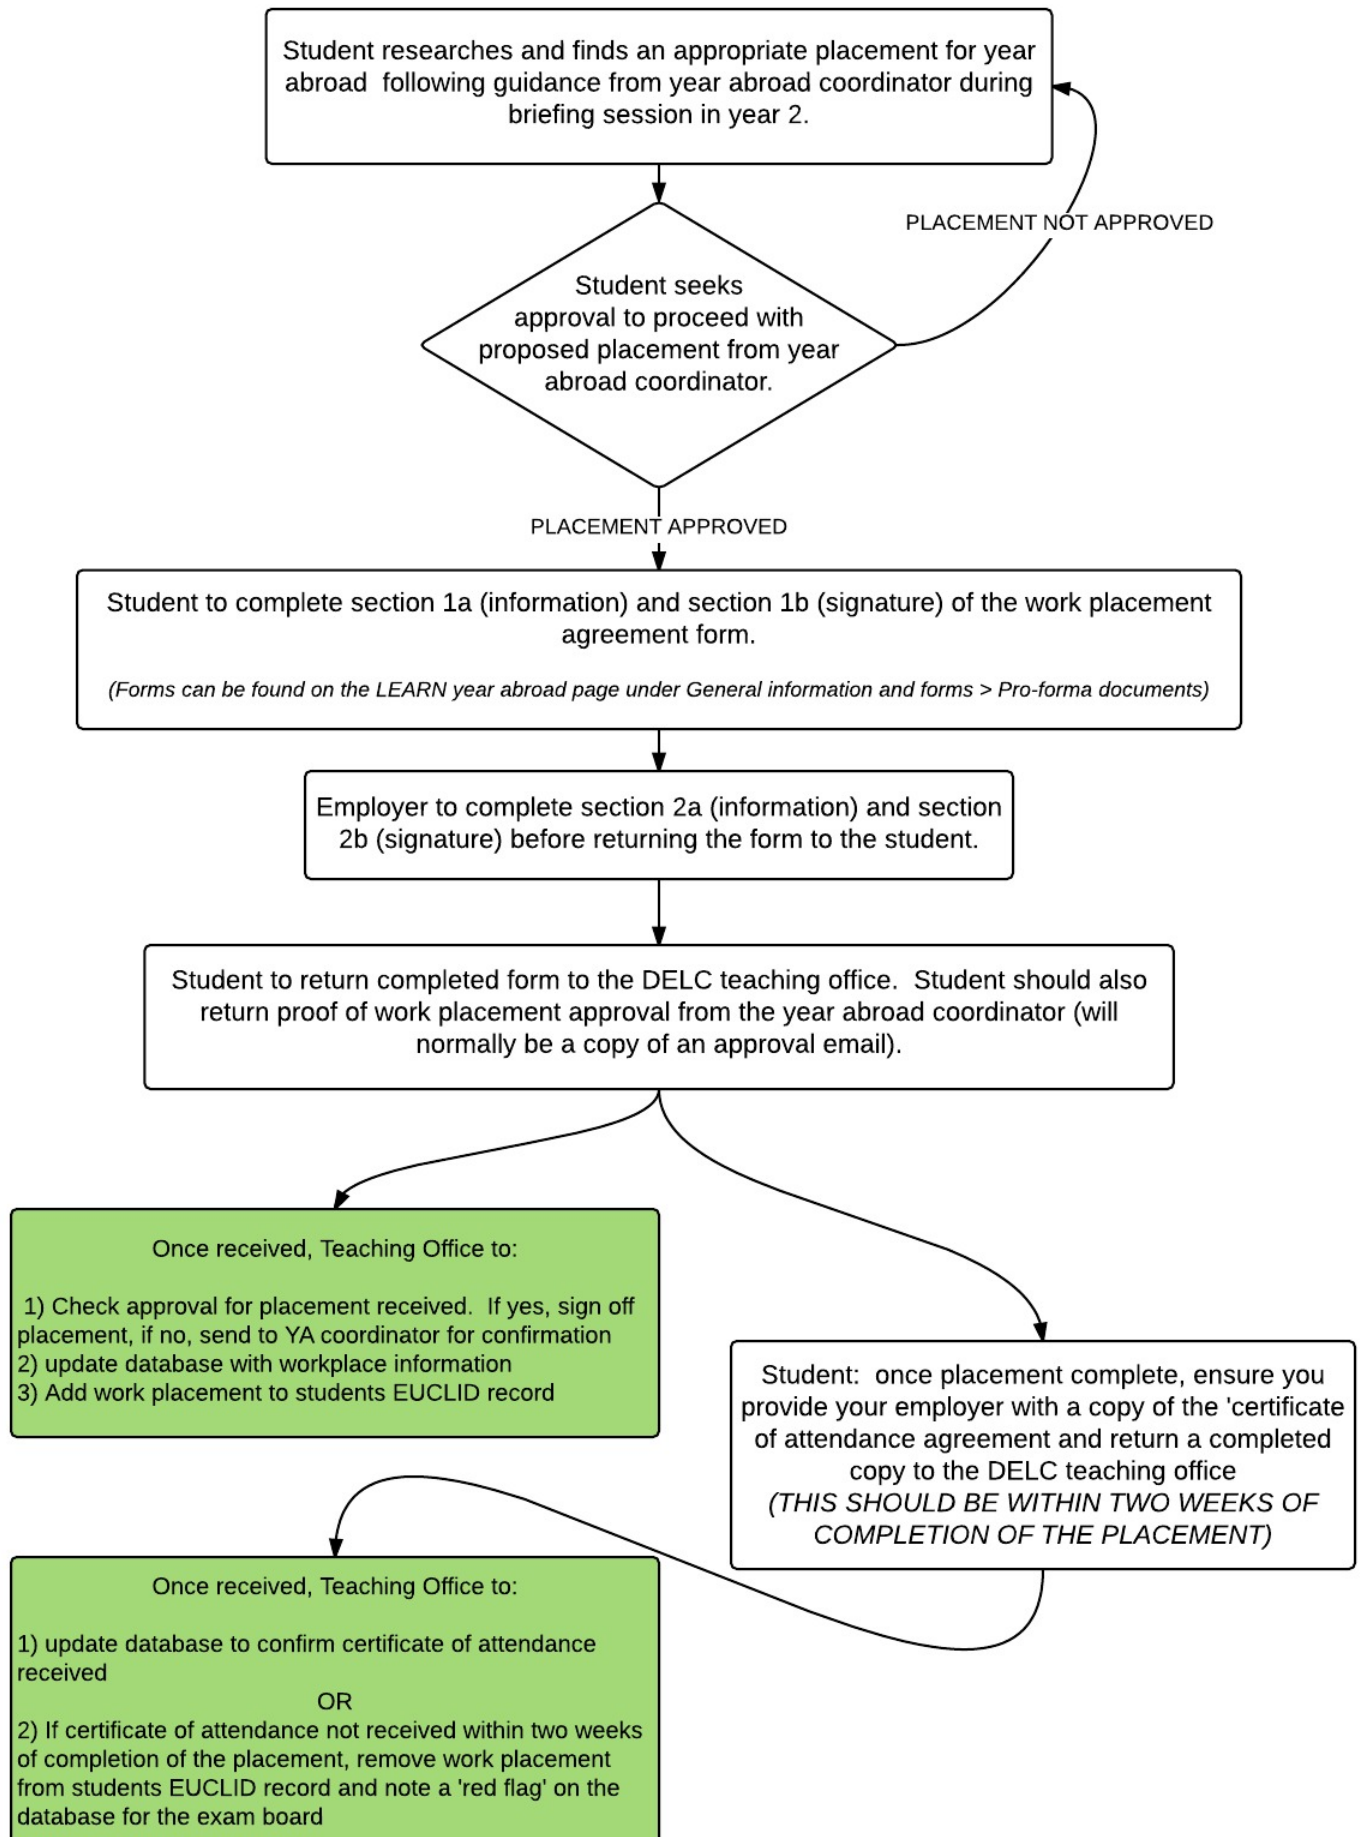 Student researches and finds an appropriate placement for year
abroad  following guidance from year abroad coordinator during
briefing session in year 2.
PLACEMENT NOT APPROVED
Student seeks
approval to proceed with
proposed placement from year
abroad coordinator.
PLACEMENT APPROVED
Student to complete section 1a (information) and section 1b (signature) of the work placement
agreement form.
(Forms can be found on the LEARN year abroad page under General information and forms > Pro-forma documents)
Employer to complete section 2a (information) and section
2b (signature) before returning the form to the student.
Student to return completed form to the DELC teaching office.  Student should also
return proof of work placement approval from the year abroad coordinator (will
normally be a copy of an approval email).
Once received, Teaching Office to:
1) Check approval for placement received.  If yes, sign off
placement, if no, send to YA coordinator for confirmation
2) update database with workplace information
3) Add work placement to students EUCLID record
Student:  once placement complete, ensure you
provide your employer with a copy of the 'certificate
of attendance agreement and return a completed
copy to the DELC teaching office
(THIS SHOULD BE WITHIN TWO WEEKS OF
COMPLETION OF THE PLACEMENT)
Once received, Teaching Office to:
1) update database to confirm certificate of attendance
received
OR
2) If certificate of attendance not received within two weeks
of completion of the placement, remove work placement
from students EUCLID record and note a 'red flag' on the
database for the exam board